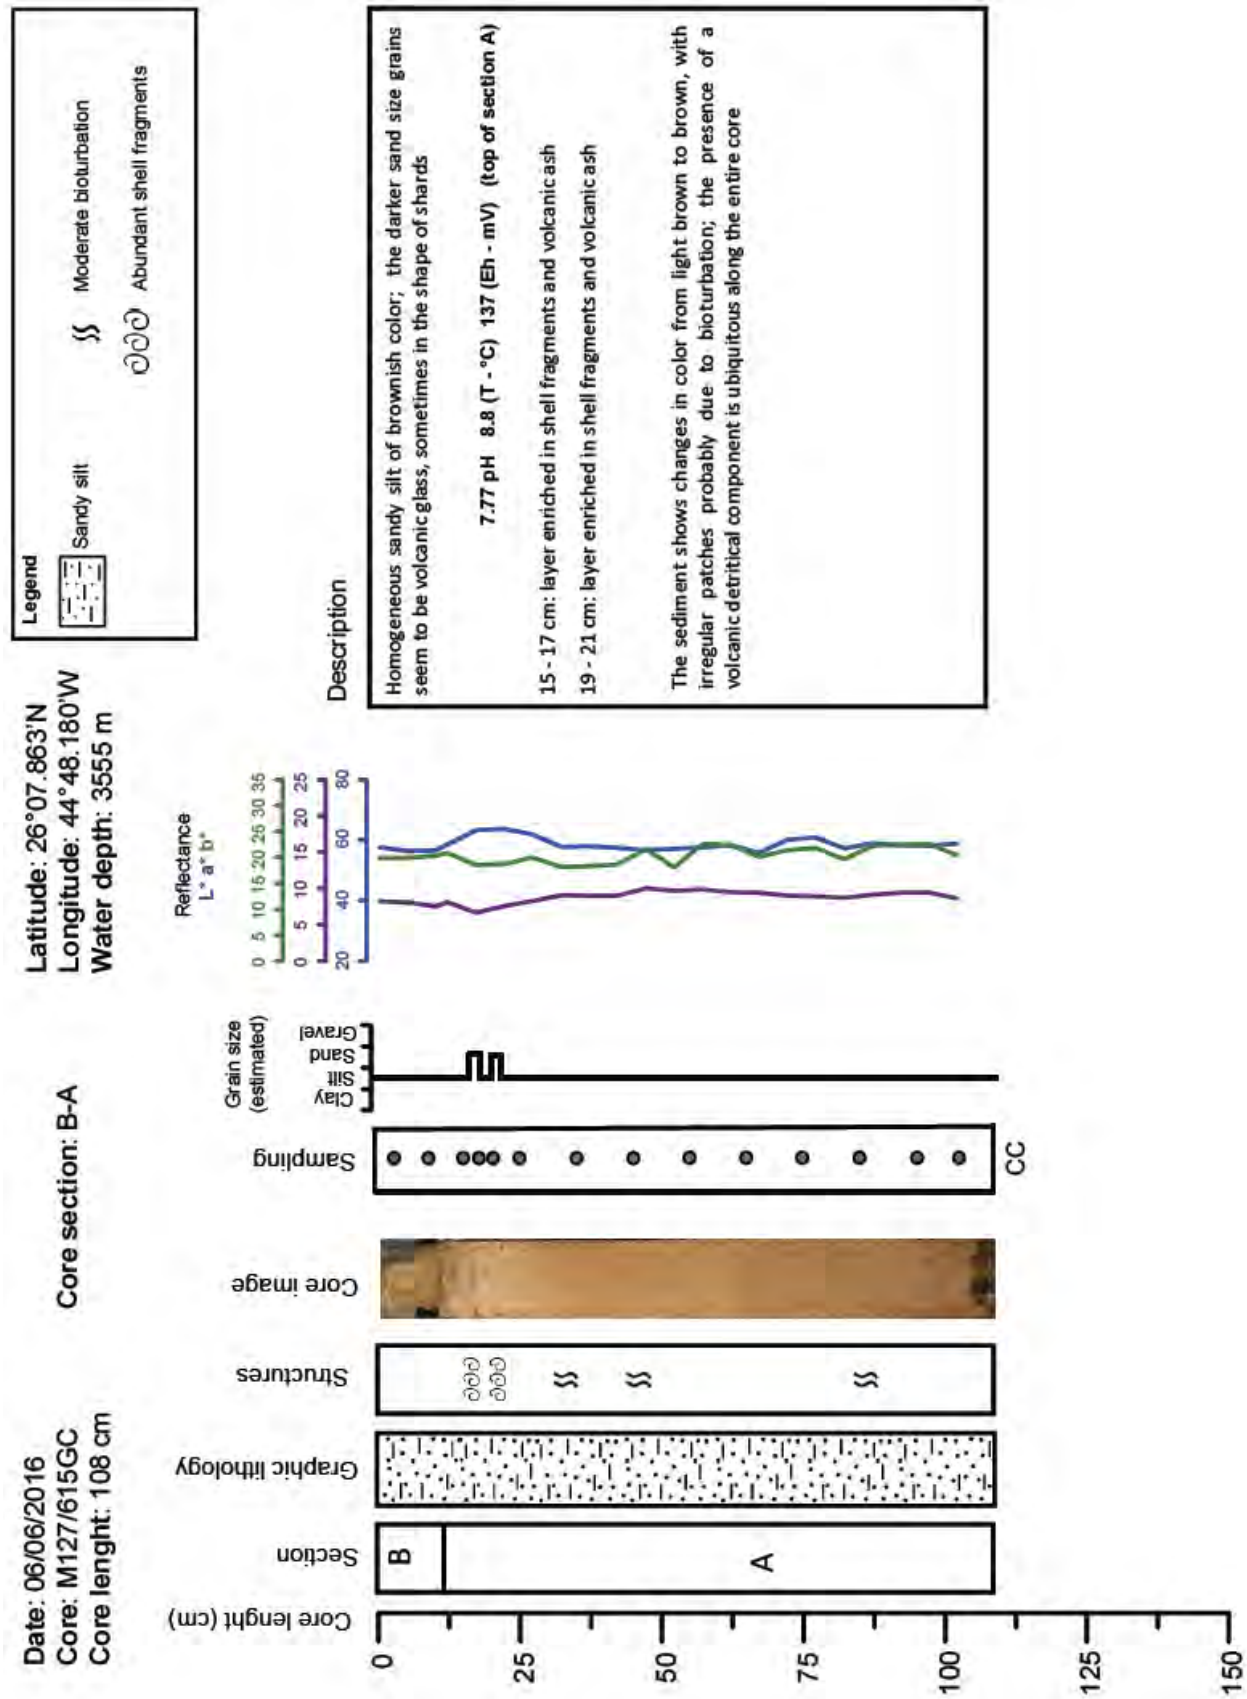 Date: 06/06/2016
Core: M127/615GC
Core lenght: 108 cm
Core section: B-A
Latitude: 26°07.863'N
Longitude: 44°48.180'W
Water depth: 3555 m
Legend
Sandy silt
Moderate bioturbation
Abundant shell fragments
Core lenght (cm)
Section
Graphic lithology
Structures
Core image
Sampling
Grain size
(estimated)
Clay Silt Sand Gravel
Reflectance
L* a* b*
0 5 10 15 20 25 30 35
0 5 10 15 20 25
20 40 60 80
Description
Homogeneous sandy silt of brownish color; the darker sand size grains
seem to be volcanic glass, sometimes in the shape of shards
7.77 pH 8.8 (T - °C) 137 (Eh - mV) (top of section A)
15 - 17 cm: layer enriched in shell fragments and volcanic ash
19 - 21 cm: layer enriched in shell fragments and volcanic ash
The sediment shows changes in color from light brown to brown, with
irregular patches probably due to bioturbation; the presence of a
volcanic detritical component is ubiquitous along the entire core
0
25
50
75
100
125
150
B
A
CC